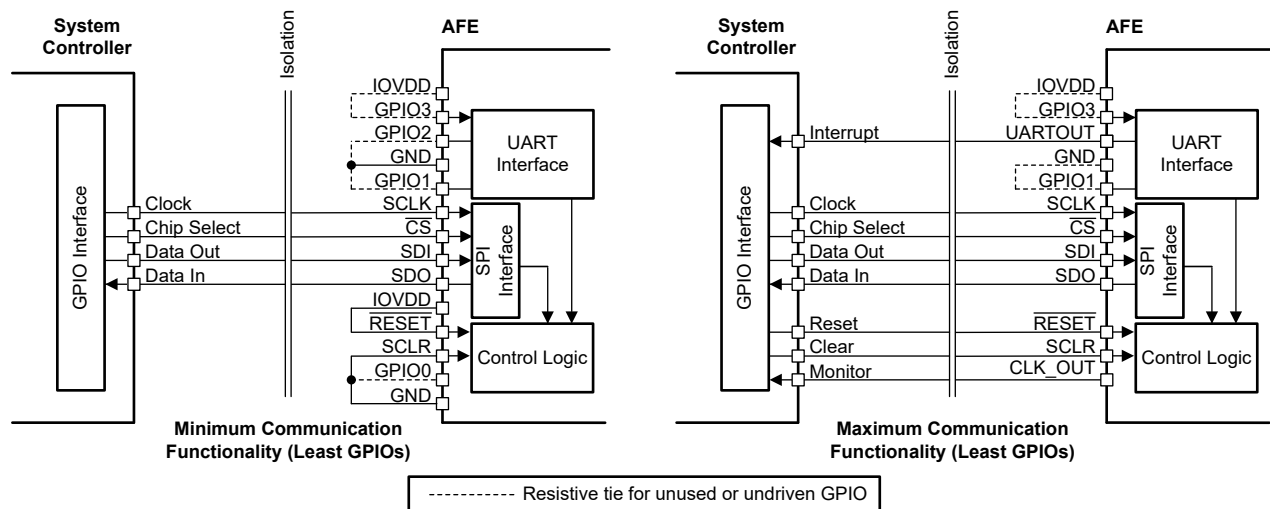 System
Controller
AFE
Isolation
GPIO Interface
IOVDD
GPIO3
GPIO2
GND
GPIO1
UART
Interface
Clock
SCLK
Chip Select
CS
Data Out
SDI
Data In
SDO
SPI
Interface
IOVDD
RESET
SCLR
GPIO0
GND
Control Logic
Minimum Communication
Functionality (Least GPIOs)
System
Controller
AFE
Isolation
GPIO Interface
IOVDD
GPIO3
Interrupt
UARTOUT
GND
GPIO1
UART
Interface
Clock
SCLK
Chip Select
CS
Data Out
SDI
Data In
SDO
SPI
Interface
Reset
RESET
Clear
SCLR
Monitor
CLK_OUT
Control Logic
Maximum Communication
Functionality (Least GPIOs)
Resistive tie for unused or undriven GPIO